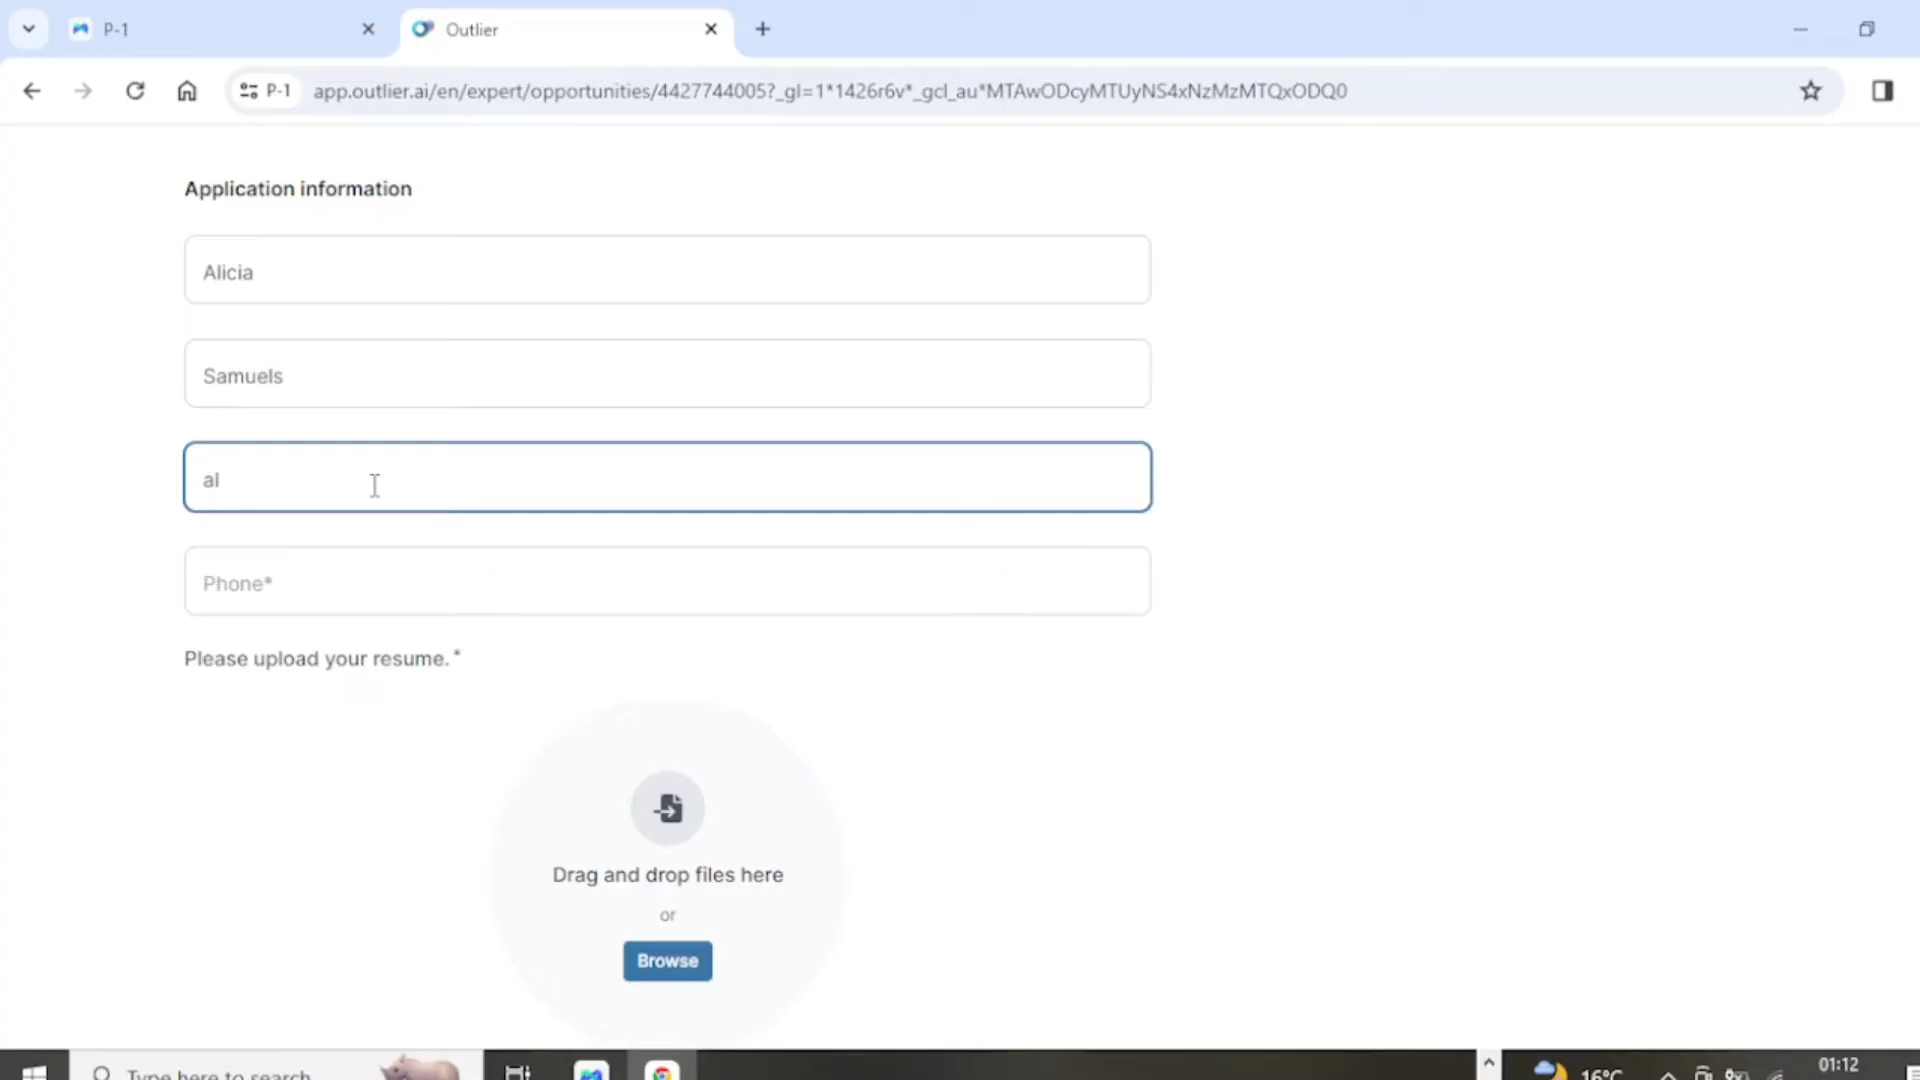 P-1
Outlier
P-1
app.outlier.ai/en/expert/opportunities/4427744005?_gl=1*1426r6v*_gcl_au*MTAwODcyMTUyNS4xNzMzMTQxODQ0
Application information
Alicia
Samuels
al
Phone*
Please upload your resume.*
Drag and drop files here
or
Browse
Type here to search
16°C
01:12